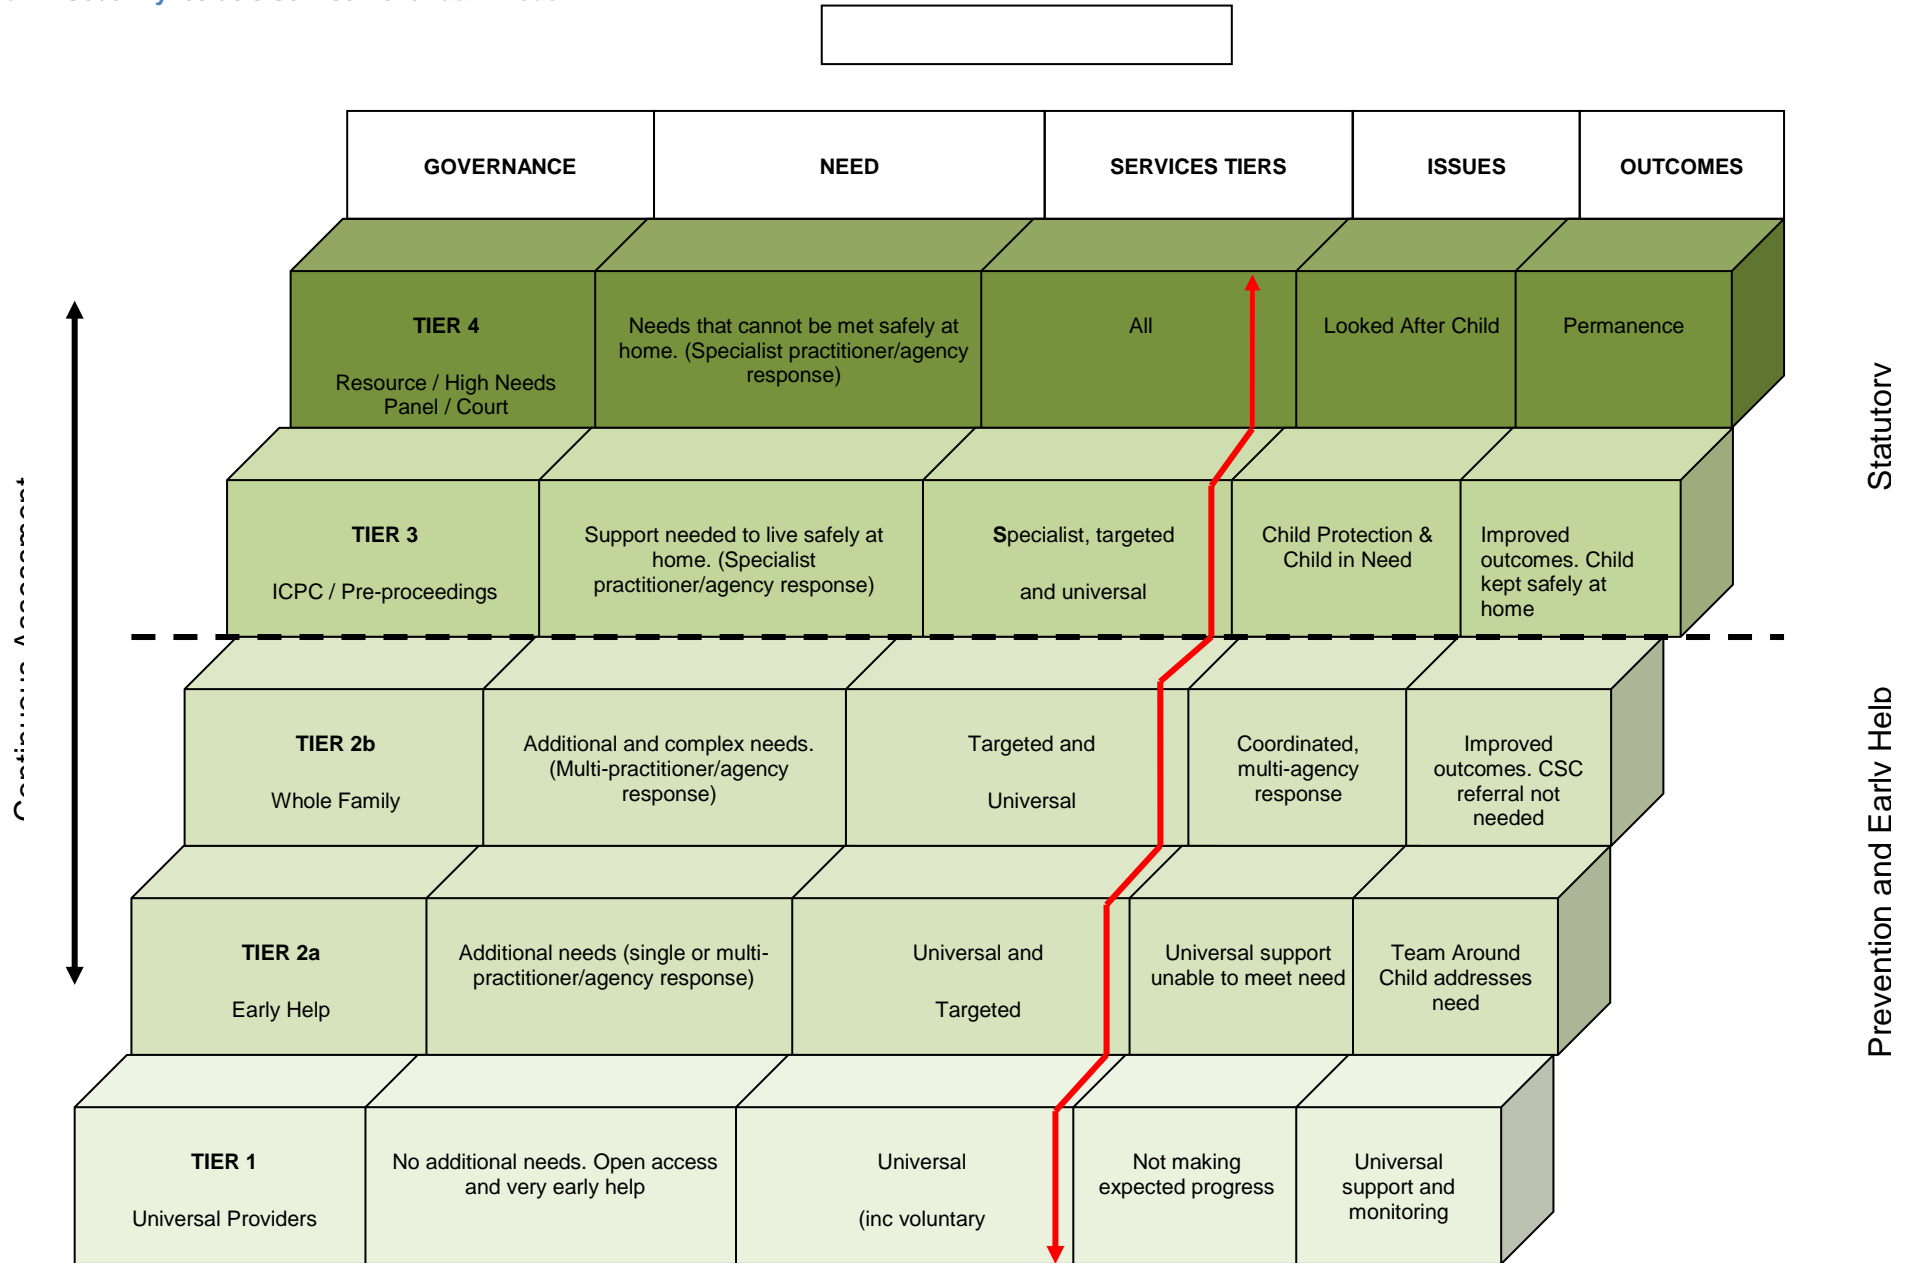 GOVERNANCE NEED SERVICES TIERS ISSUES OUTCOMES
TIER 4
Resource / High Needs
Panel / Court
Needs that cannot be met safely at
home. (Specialist practitioner/agency
response)
All
Looked After Child
Permanence
TIER 3
ICPC / Pre-proceedings
Support needed to live safely at
home. (Specialist
practitioner/agency response)
Specialist, targeted
and universal
Child Protection &
Child in Need
Improved
outcomes. Child
kept safely at
home
TIER 2b
Whole Family
Additional and complex needs.
(Multi-practitioner/agency
response)
Targeted and
Universal
Coordinated,
multi-agency
response
Improved
outcomes. CSC
referral not
needed
TIER 2a
Early Help
Additional needs (single or multi-
practitioner/agency response)
Universal and
Targeted
Universal support
unable to meet need
Team Around
Child addresses
need
TIER 1
Universal Providers
No additional needs. Open access
and very early help
Universal
(inc voluntary
Not making
expected progress
Universal
support and
monitoring
Statutory
Prevention and Early Help